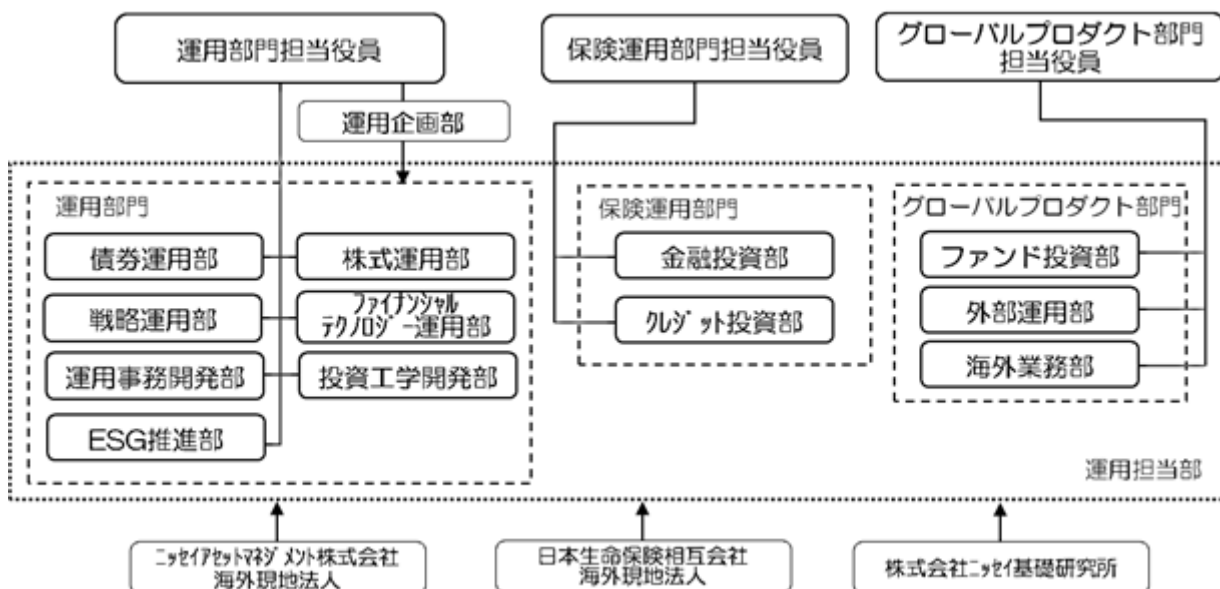 運用部門担当役員
保険運用部門担当役員
グローバルプロダクト部門
担当役員
運用企画部
運用部門
債券運用部
株式運用部
戦略運用部
ファイナンシャル
テクノロジー運用部
運用事務開発部
投資工学開発部
ESG推進部
保険運用部門
金融投資部
クレジット投資部
グローバルプロダクト部門
ファンド投資部
外部運用部
海外業務部
運用担当部
ニッセイアセットマネジメント株式会社
海外現地法人
日本生命保険相互会社
海外現地法人
株式会社ニッセイ基礎研究所